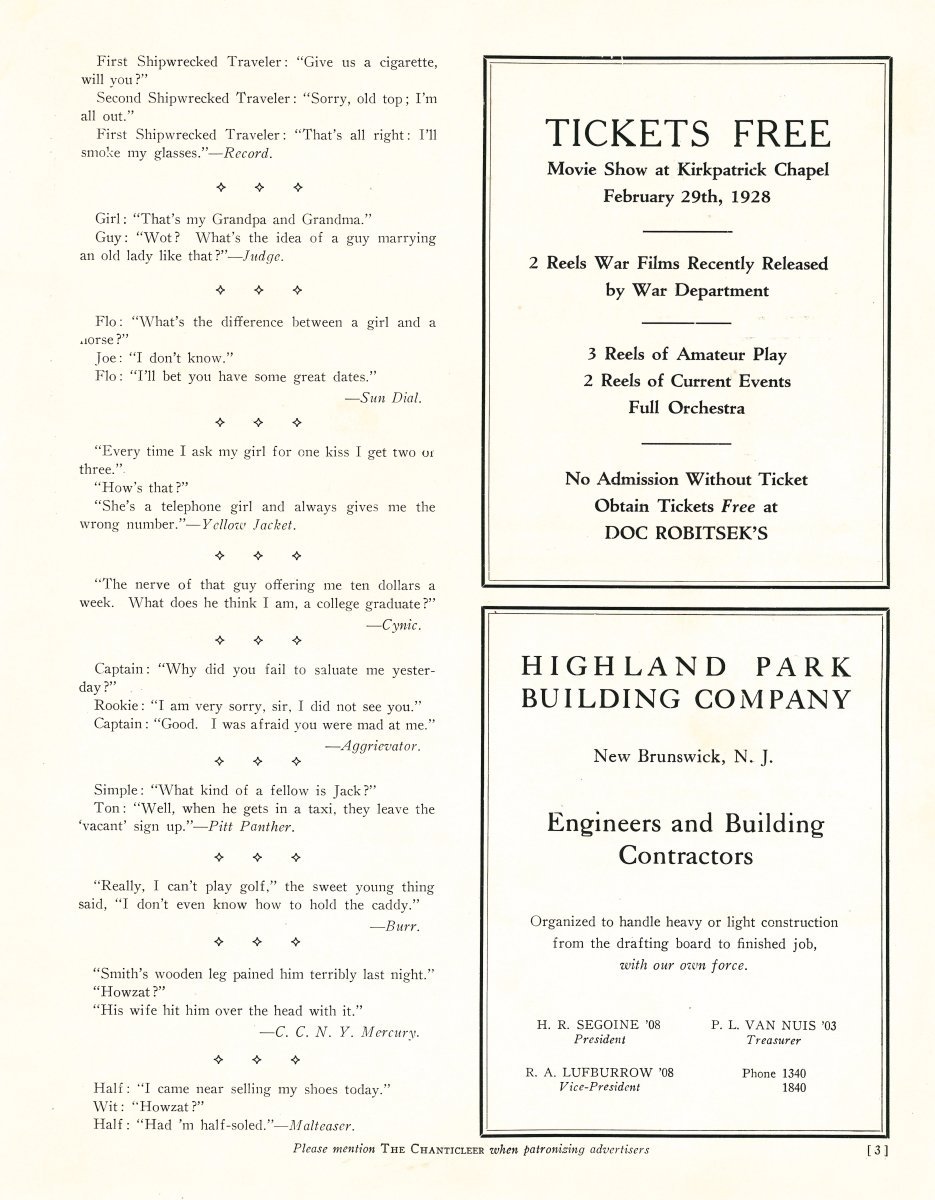 First Shipwrecked Traveler: “Give us a cigarette,
will you?”
Second Shipwrecked Traveler: “Sorry, old top; I’m
all out.”
First Shipwrecked Traveler: “That’s all right: I’ll
smoke my glasses.”—Record.
Girl: “That’s my Grandpa and Grandma.”
Guy: “Wot? What’s the idea of a guy marrying
an old lady like that?”—Judge.
Flo: “What’s the difference between a girl and a
horse?”
Joe: “I don’t know.”
Flo: “I’ll bet you have some great dates.”
—Sun Dial.
“Every time I ask my girl for one kiss I get two or
three.”
“How’s that?”
“She’s a telephone girl and always gives me the
wrong number.”—Yellow Jacket.
“The nerve of that guy offering me ten dollars a
week. What does he think I am, a college graduate?”
—Cynic.
Captain: “Why did you fail to saluate me yester-
day?”
Rookie: “I am very sorry, sir, I did not see you.”
Captain: “Good. I was afraid you were mad at me.”
—Aggrievator.
Simple: “What kind of a fellow is Jack?”
Ton: “Well, when he gets in a taxi, they leave the
‘vacant’ sign up.”—Pitt Panther.
“Really, I can’t play golf,” the sweet young thing
said, “I don’t even know how to hold the caddy.”
—Burr.
“Smith’s wooden leg pained him terribly last night.”
“Howzat?”
“His wife hit him over the head with it.”
—C. C. N. Y. Mercury.
Half: “I came near selling my shoes today.”
Wit: “Howzat?”
Half: “Had ’m half-soled.”—Malteaser.
TICKETS FREE
Movie Show at Kirkpatrick Chapel
February 29th, 1928
2 Reels War Films Recently Released
by War Department
3 Reels of Amateur Play
2 Reels of Current Events
Full Orchestra
No Admission Without Ticket
Obtain Tickets Free at
DOC ROBITSEK’S
HIGHLAND PARK
BUILDING COMPANY
New Brunswick, N. J.
Engineers and Building
Contractors
Organized to handle heavy or light construction
from the drafting board to finished job,
with our own force.
H. R. SEGOINE ’08
President
P. L. VAN NUIS ’03
Treasurer
R. A. LUFBURROW ’08
Vice-President
Phone 1340
1840
Please mention THE CHANTICLEER when patronizing advertisers
[3]